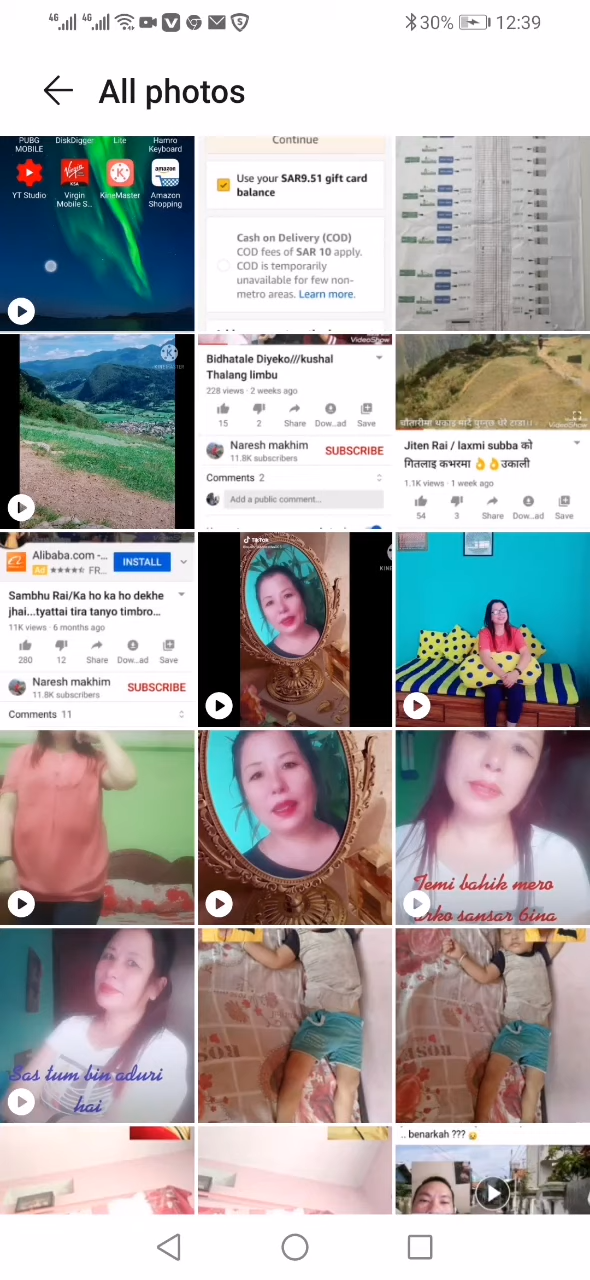 4G 4G 30% 12:39
All photos
PUBG MOBILE
DiskDigger
Lite
Hamro Keyboard
YT Studio
Virgin Mobile S...
KineMaster
Amazon Shopping
Continue
Use your SAR9.51 gift card
balance
Cash on Delivery (COD)
COD fees of SAR 10 apply.
COD is temporarily
unavailable for few non-
metro areas. Learn more.
VideoShow
Bidhatale Diyeko///kushal
Thalang limbu
228 views · 2 weeks ago
15 2 Share Dow...ad Save
Naresh makhim
11.8K subscribers
SUBSCRIBE
Comments 2
Add a public comment...
VideoShow
Jiten Rai / laxmi subba को
गितलाइ कभरमा 👌👌उकाली
1.1K views · 1 week ago
54 3 Share Dow...ad Save
Alibaba.com -...
Ad FR...
INSTALL
Sambhu Rai/Ka ho ka ho dekhe
jhai...tyattai tira tanyo timbro...
11K views · 6 months ago
280 12 Share Dow...ad Save
Naresh makhim
11.8K subscribers
SUBSCRIBE
Comments 11
TikTok
KINE
Temi bahik mero
arko sansar 6ina
Sas tum bin aduri
hai
.. benarkah ??? 😪